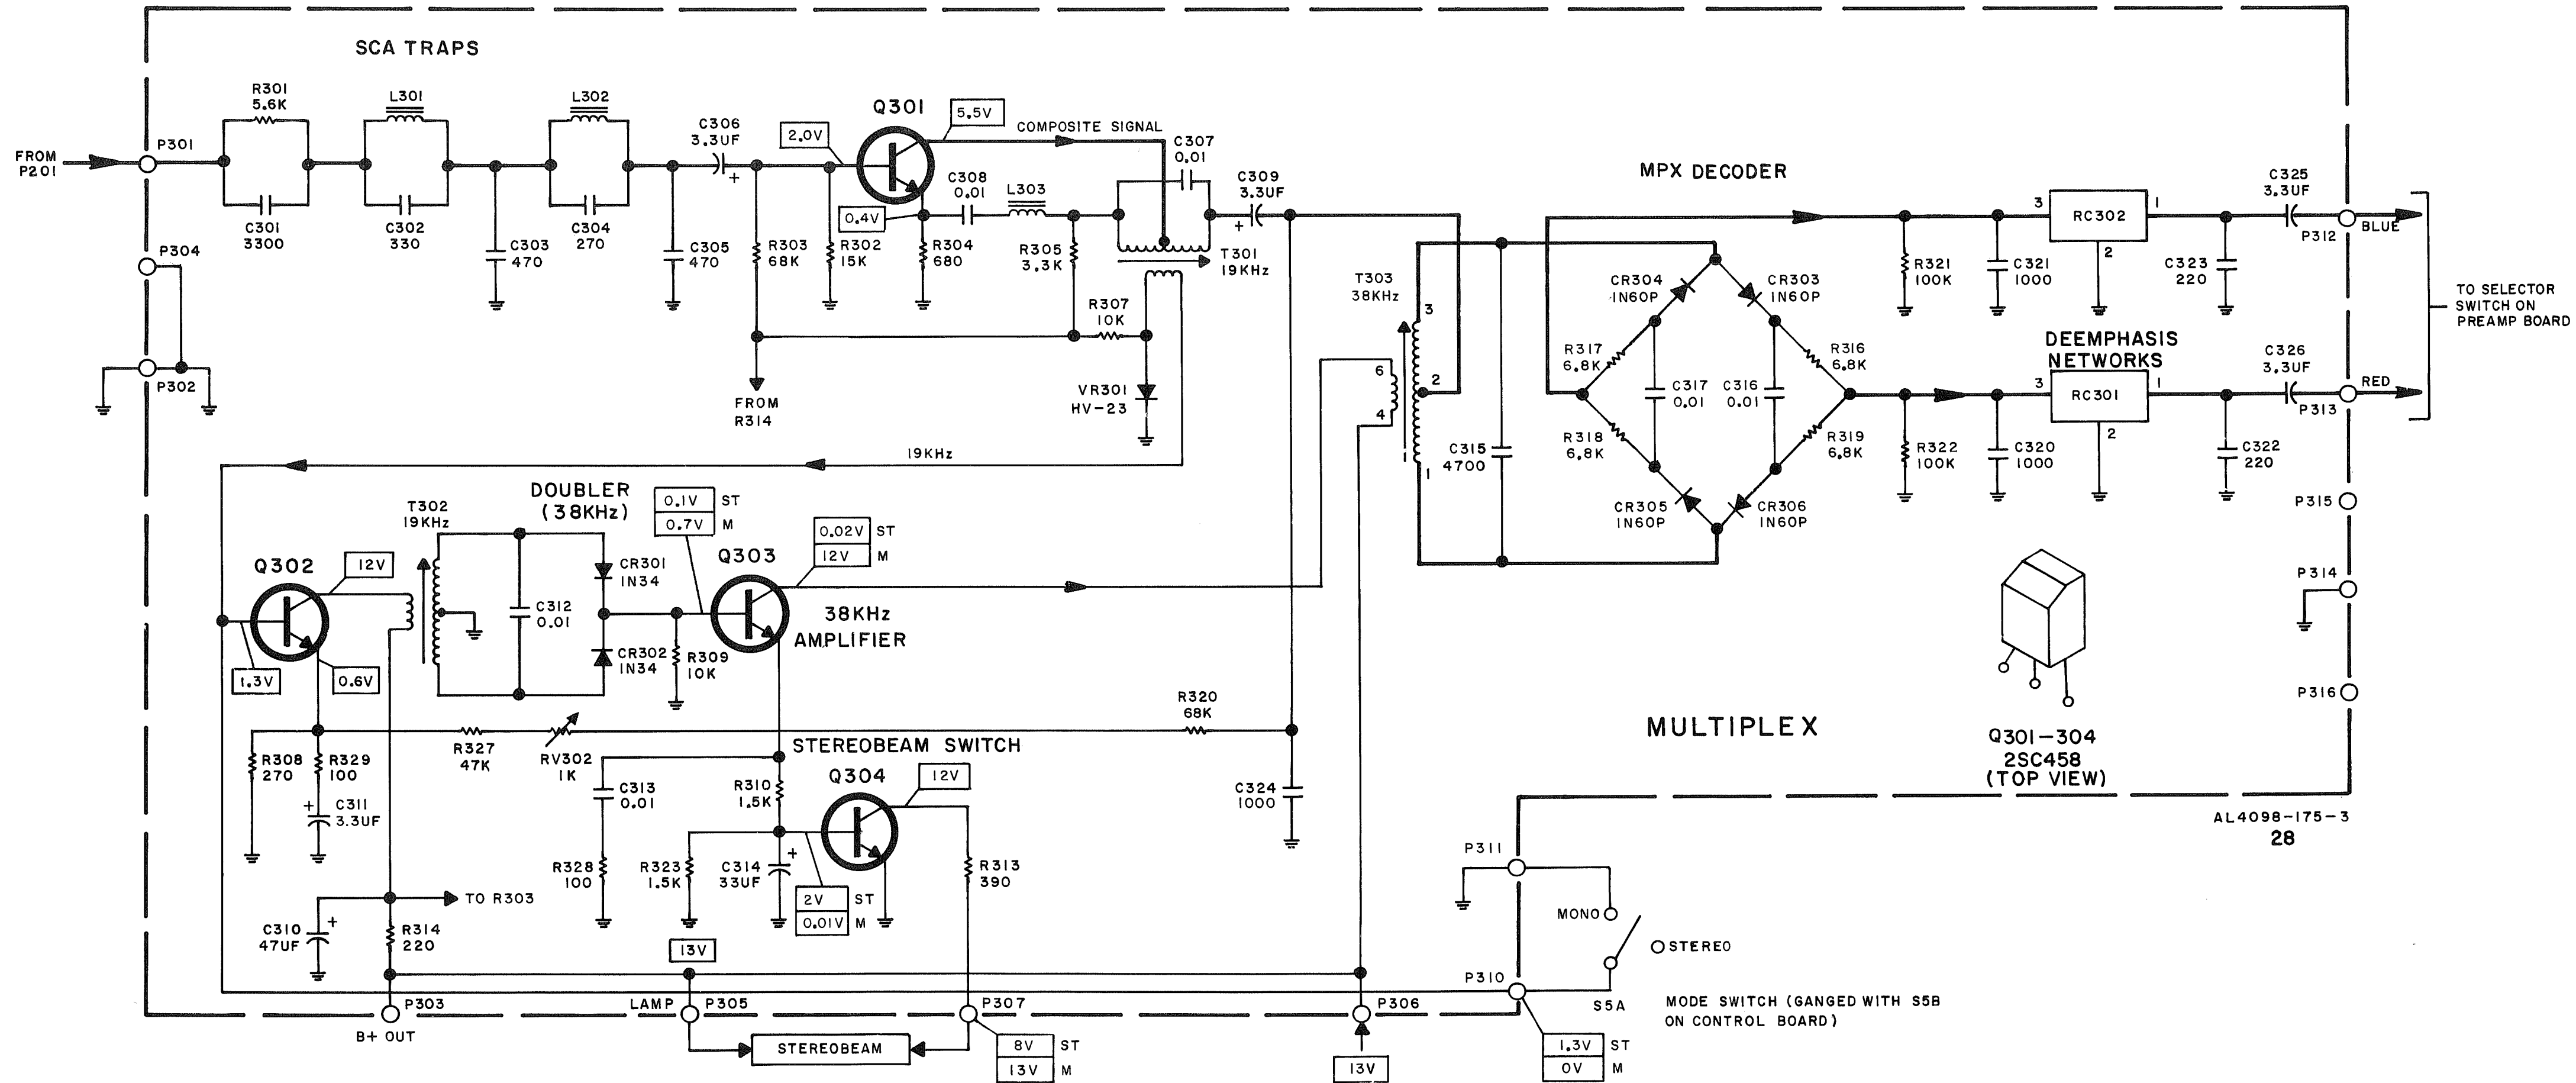 SCA TRAPS
R301
5.6K
L301
L302
Q301
5.5V
COMPOSITE SIGNAL
C306
3.3UF
+
2.0V
C307
0.01
FROM
P201
P301
C308
0.01
L303
C309
3.3UF
+
MPX DECODER
C325
3.3UF
C301
3300
C302
330
C304
270
0.4V
3
RC302
1
2
P312
BLUE
P304
C303
470
C305
470
R303
68K
R302
15K
R304
680
R305
3.3K
T301
19KHz
T303
38KHz
CR304
IN60P
CR303
IN60P
R321
100K
C321
1000
C323
220
TO SELECTOR
SWITCH ON
PREAMP BOARD
R307
10K
3
DEEMPHASIS
NETWORKS
P302
FROM
R314
VR301
HV-23
6
2
4
R317
6.8K
R316
6.8K
C317
0.01
C316
0.01
C326
3.3UF
3
RC301
1
2
RED
P313
19KHz
R318
6.8K
R319
6.8K
C315
4700
1
1
R322
100K
C320
1000
C322
220
DOUBLER
(38KHz)
T302
19KHz
0.1V ST
0.7V M
0.02V ST
12V M
CR305
IN60P
CR306
IN60P
P315
Q302
12V
CR301
IN34
Q303
C312
0.01
38KHz
AMPLIFIER
P314
1.3V
0.6V
CR302
IN34
R309
10K
P316
R320
68K
MULTIPLEX
Q301-304
2SC458
(TOP VIEW)
R308
270
R329
100
R327
47K
RV302
1K
STEREOBEAM SWITCH
Q304
12V
+
C311
3.3UF
C313
0.01
R310
1.5K
C324
1000
AL4098-175-3
28
R328
100
R323
1.5K
C314
33UF
+
R313
390
P311
2V ST
0.01V M
TO R303
C310
47UF
+
R314
220
13V
MONO
STEREO
P310
P303
B+ OUT
LAMP
P305
P307
P306
S5A
MODE SWITCH (GANGED WITH S5B
ON CONTROL BOARD)
STEREOBEAM
8V ST
13V M
13V
1.3V ST
0V M